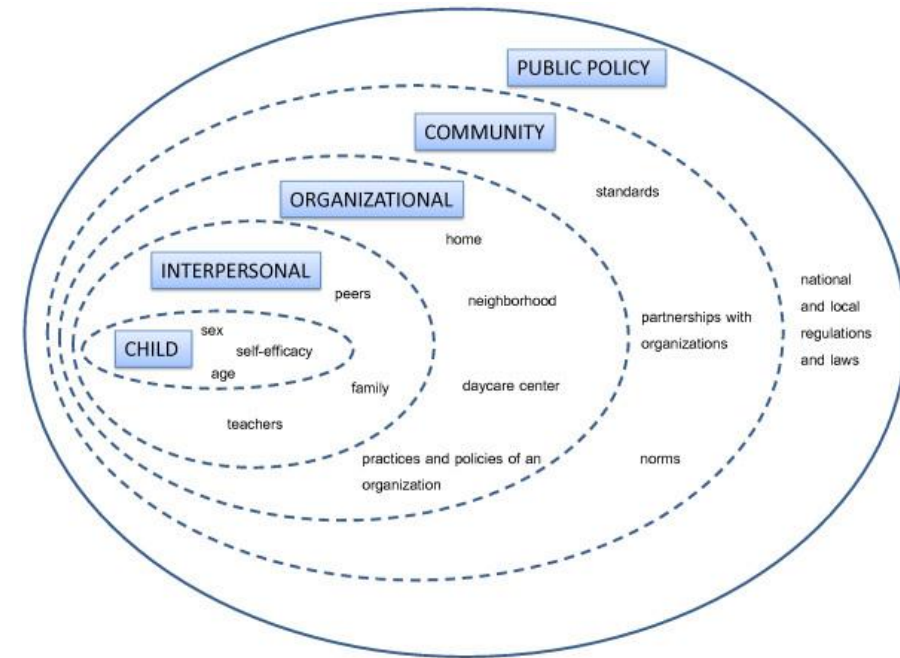 PUBLIC POLICY
COMMUNITY
standards
ORGANIZATIONAL
home
INTERPERSONAL
peers
neighborhood
national
and local
regulations
and laws
partnerships with
organizations
CHILD
sex
self-efficacy
age
family
daycare center
teachers
practices and policies of an
organization
norms